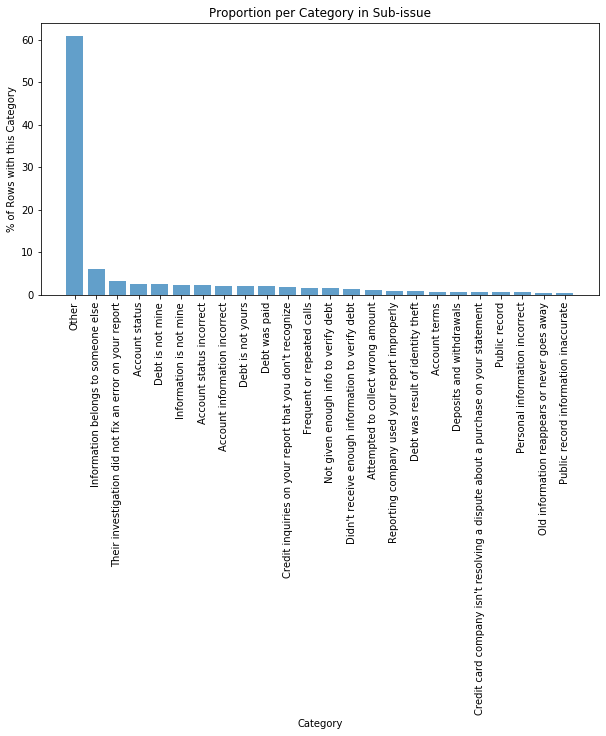 Proportion per Category in Sub-issue
% of Rows with this Category
60
50
40
30
20
10
0
Other
Information belongs to someone else
Their investigation did not fix an error on your report
Account status
Debt is not mine
Information is not mine
Account status incorrect
Account information incorrect
Debt is not yours
Debt was paid
Credit inquiries on your report that you don't recognize
Frequent or repeated calls
Not given enough info to verify debt
Didn't receive enough information to verify debt
Attempted to collect wrong amount
Reporting company used your report improperly
Debt was result of identity theft
Account terms
Deposits and withdrawals
Credit card company isn't resolving a dispute about a purchase on your statement
Public record
Personal information incorrect
Old information reappears or never goes away
Public record information inaccurate
Category